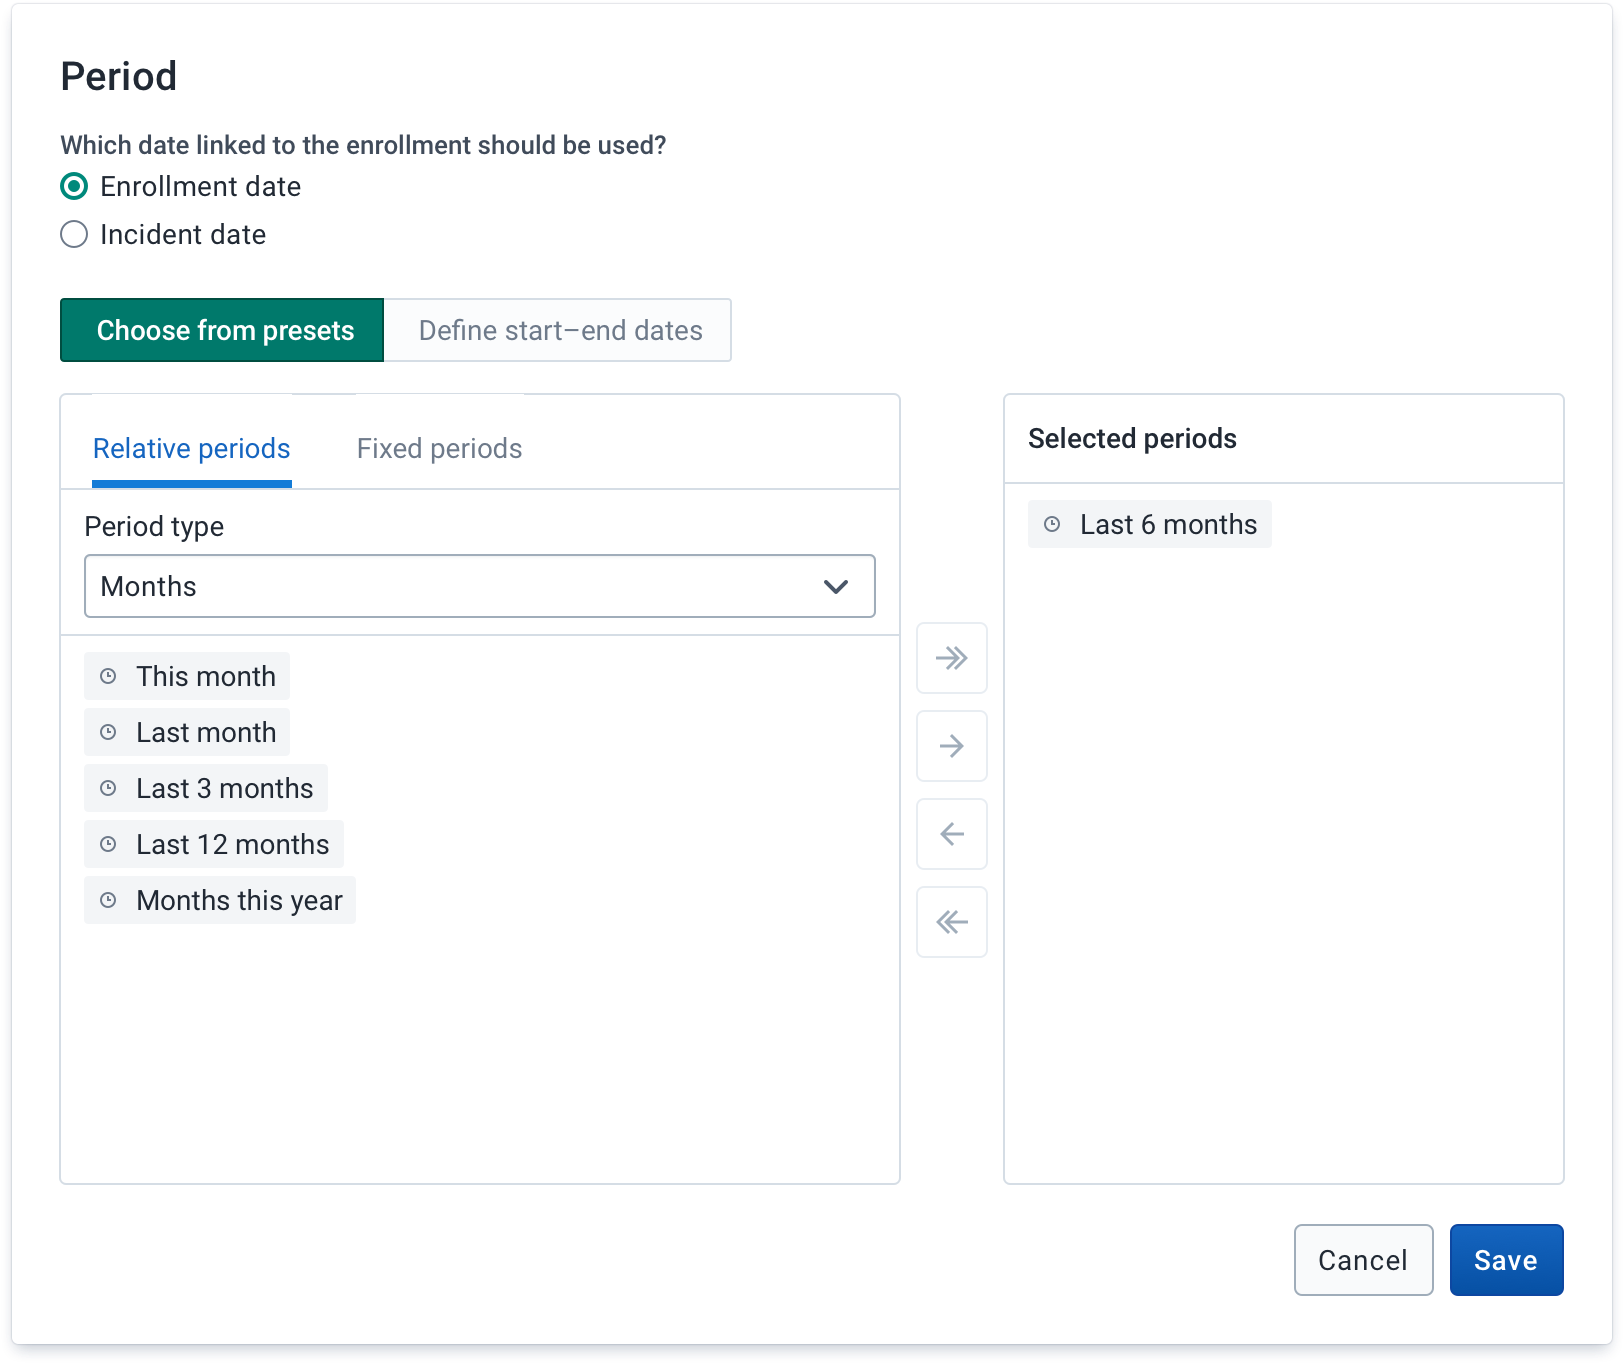 Period
Which date linked to the enrollment should be used?
Enrollment date
Incident date
Choose from presets
Define start–end dates
Relative periods
Fixed periods
Period type
Months
This month
Last month
Last 3 months
Last 12 months
Months this year
Selected periods
Last 6 months
Cancel
Save